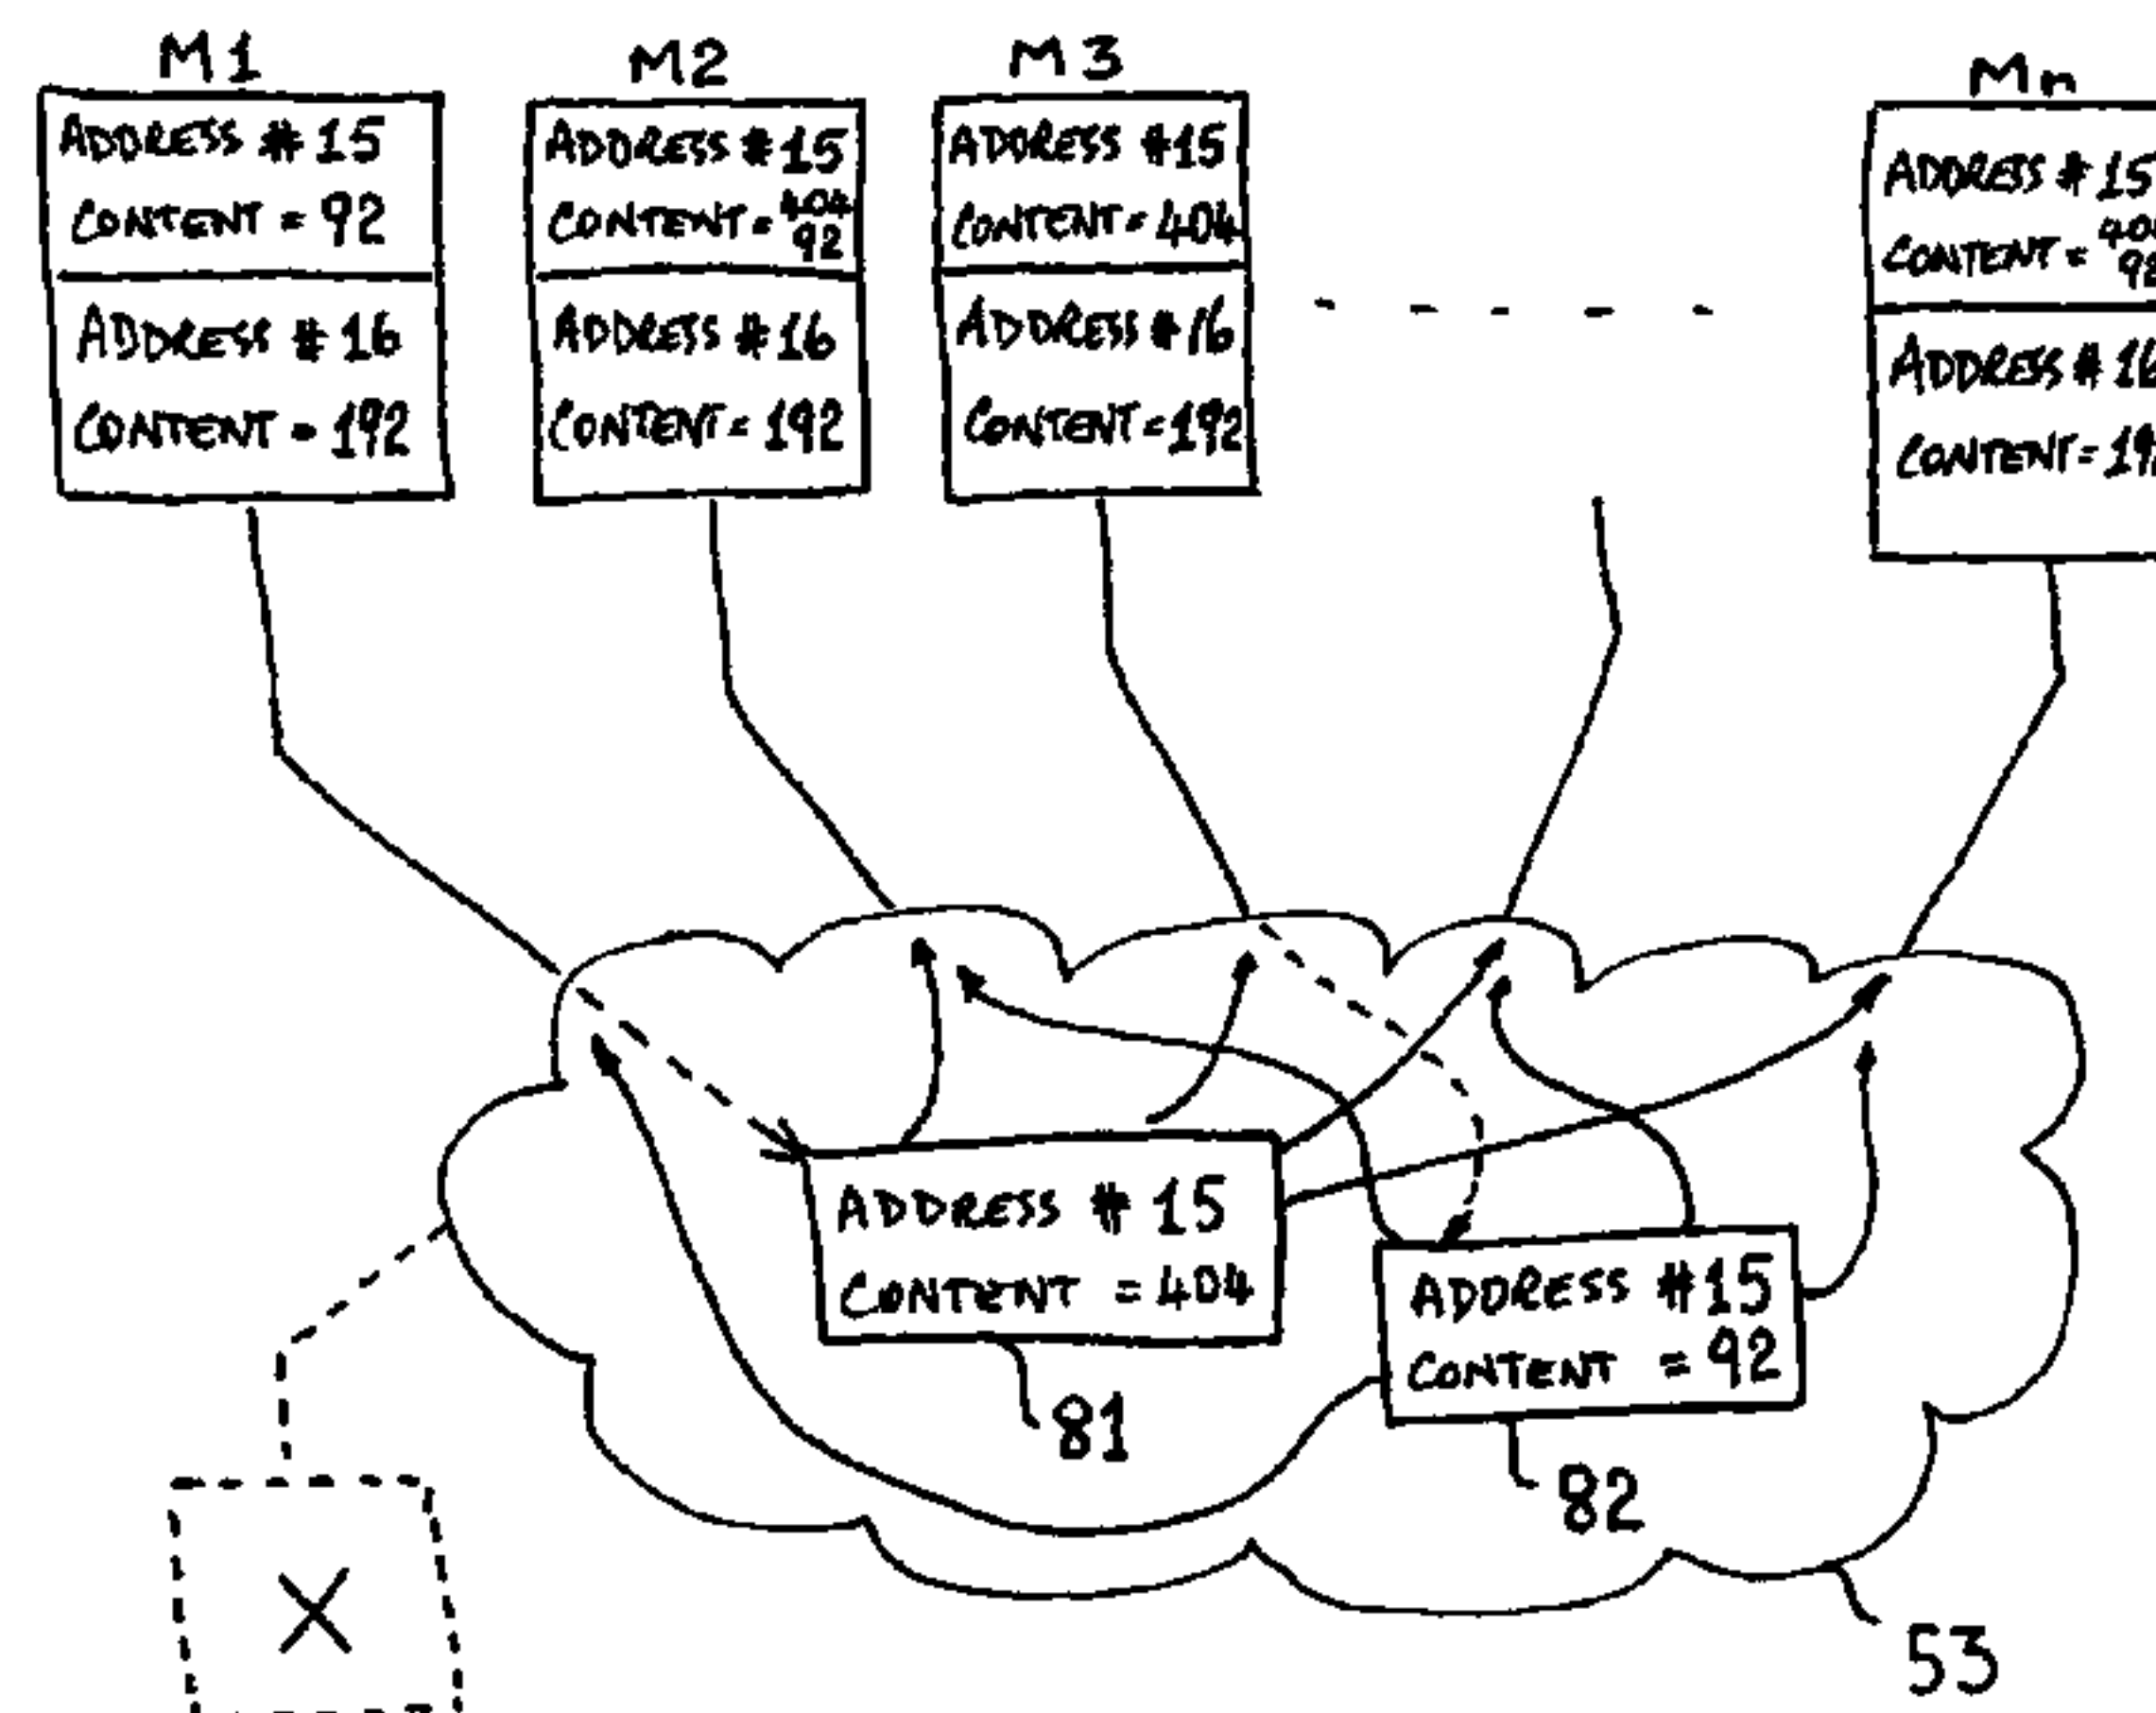 M1
ADDRESS # 15
CONTENT = 92
ADDRESS # 16
CONTENT = 192
M2
ADDRESS # 15
CONTENT = 404
92
ADDRESS # 16
CONTENT = 192
M3
ADDRESS #15
CONTENT = 404
ADDRESS #16
CONTENT = 192
Mn
ADDRESS # 15
CONTENT =
ADDRESS # 16
CONTENT =
ADDRESS # 15
CONTENT = 404
81
ADDRESS #15
CONTENT = 92
82
X
53